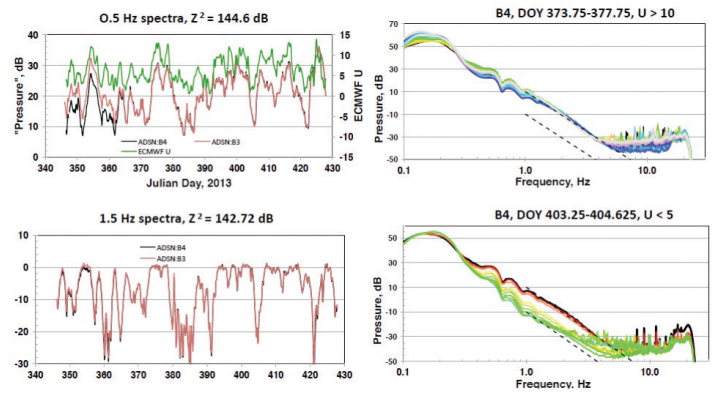 O.5 Hz spectra, Z² = 144.6 dB
40
35
30
25
20
15
10
5
0
"Pressure", dB
15
10
5
0
-5
-10
-15
ECMWF U
ADSN:B4
ADSN:B3
ECMWF U
340 350 360 370 380 390 400 410 420 430
Julian Day, 2013
B4, DOY 373.75-377.75, U > 10
70
50
30
10
-10
-30
-50
Pressure, dB
0.1 1.0 10.0
Frequency, Hz
1.5 Hz spectra, Z² = 142.72 dB
10
0
-10
-20
-30
ADSN:B4
ADSN:B3
340 350 360 370 380 390 400 410 420 430
B4, DOY 403.25-404.625, U < 5
50
30
10
-10
-30
-50
Pressure, dB
0.1 1.0 10.0
Frequency, Hz